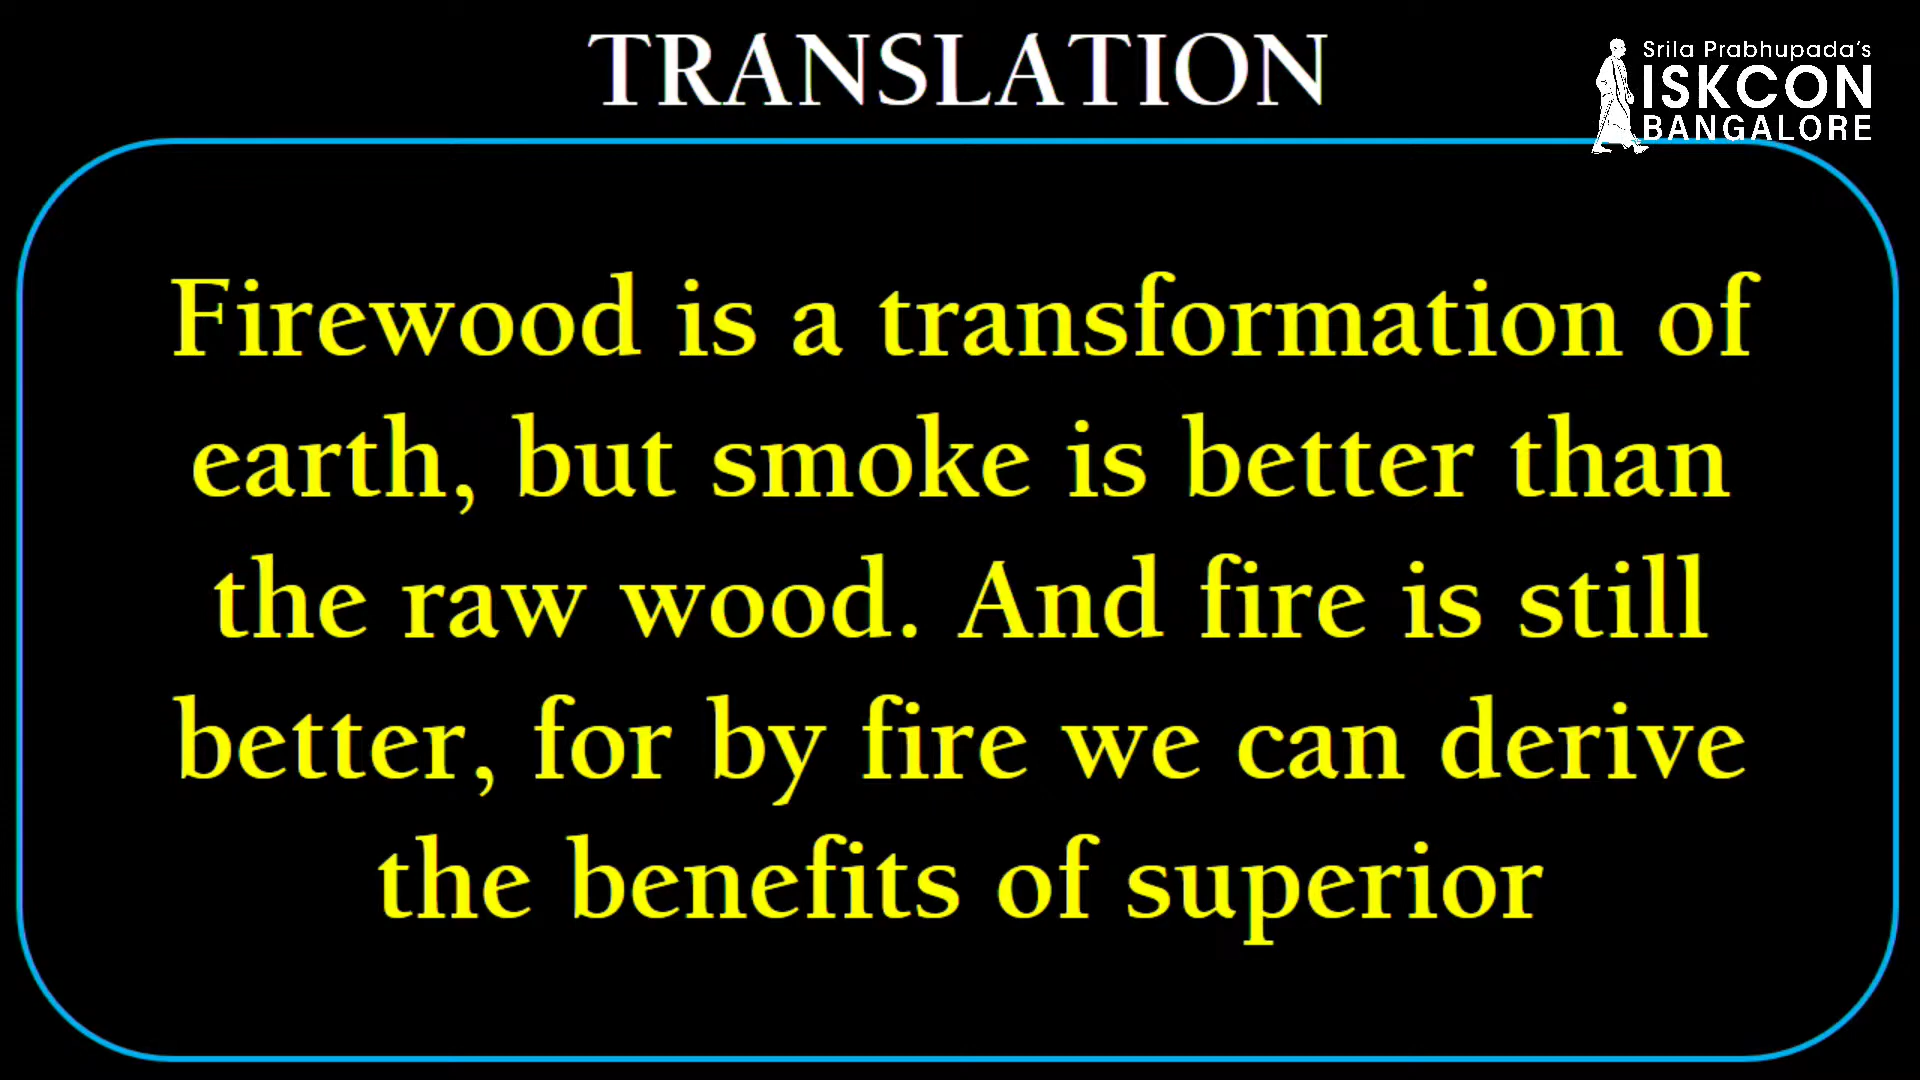 TRANSLATION
Srila Prabhupada's
ISKCON
BANGALORE
Firewood is a transformation of
earth, but smoke is better than
the raw wood. And fire is still
better, for by fire we can derive
the benefits of superior